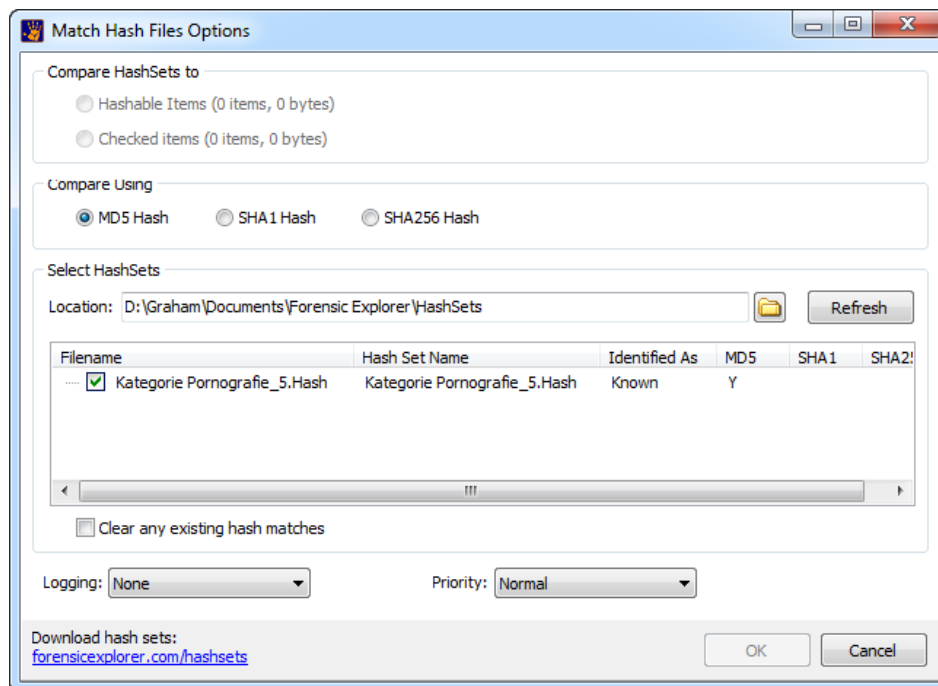 Match Hash Files Options
Compare HashSets to
Hashable Items (0 items, 0 bytes)
Checked items (0 items, 0 bytes)
Compare Using
MD5 Hash SHA1 Hash SHA256 Hash
Select HashSets
Location: D:\Graham\Documents\Forensic Explorer\HashSets Refresh
Filename Hash Set Name Identified As MD5 SHA1 SHA25
Kategorie Pornografie_5.Hash Kategorie Pornografie_5.Hash Known Y
Clear any existing hash matches
Logging: None Priority: Normal
Download hash sets:
forensicexplorer.com/hashsets
OK Cancel